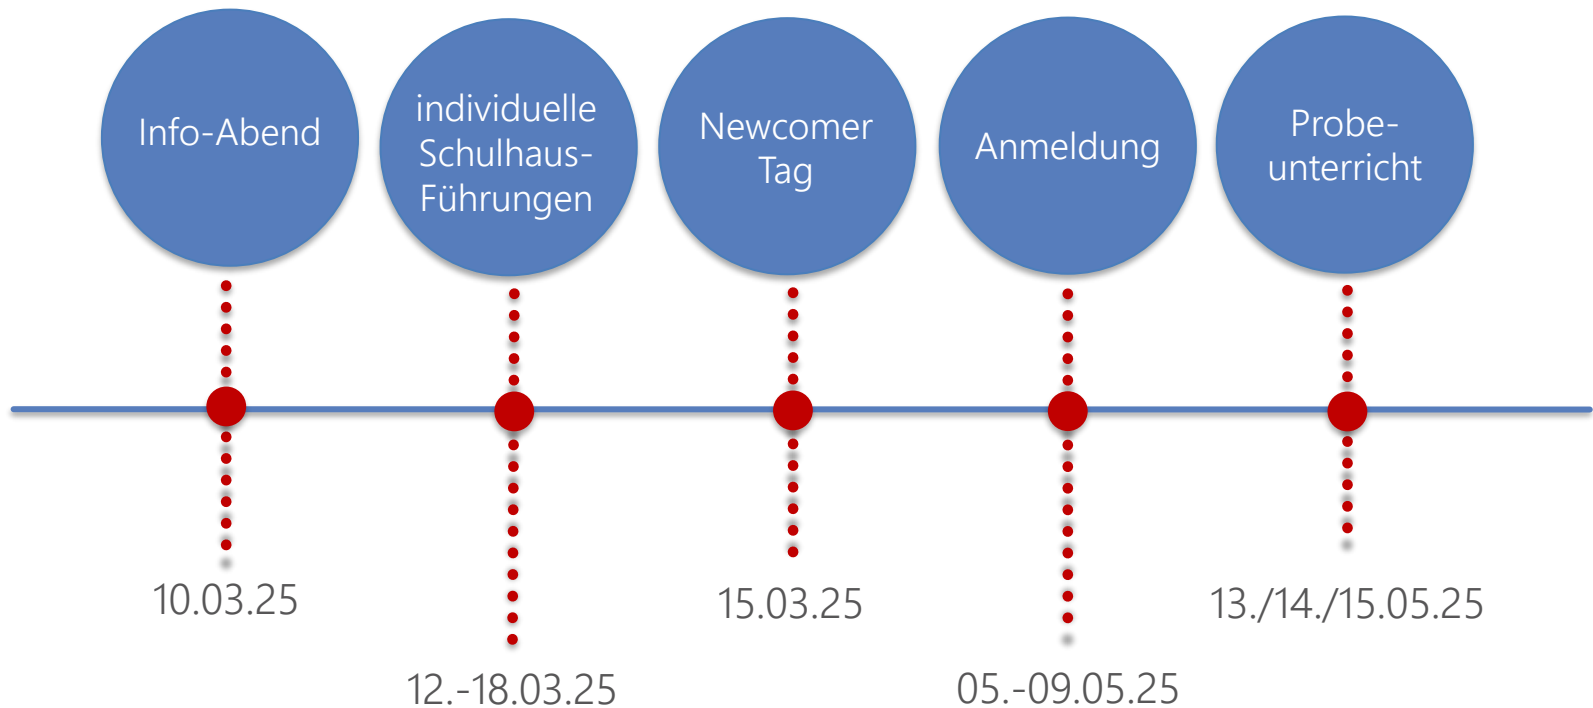 Info-Abend
individuelle
Schulhaus-
Führungen
Newcomer
Tag
Anmeldung
Probe-
unterricht
10.03.25
12.-18.03.25
15.03.25
05.-09.05.25
13./14./15.05.25